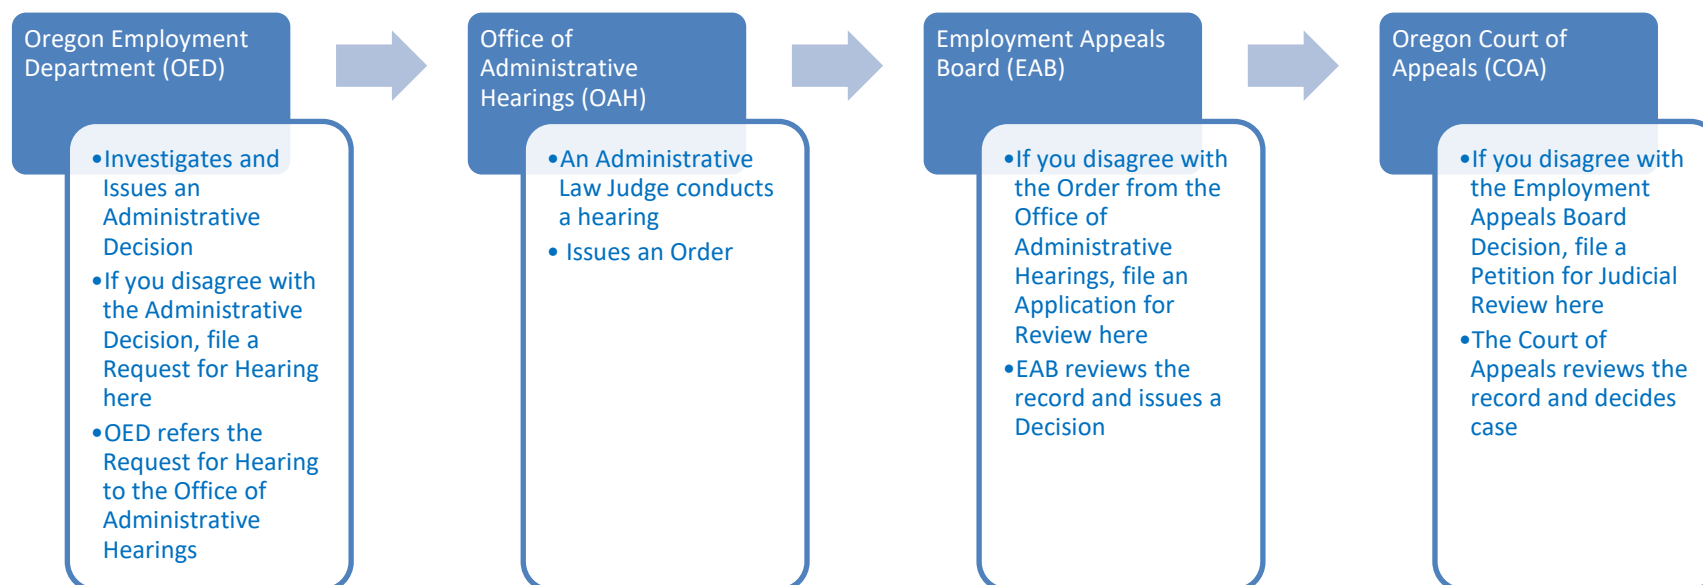 Oregon Employment
Department (OED)
•Investigates and
Issues an
Administrative
Decision
•If you disagree with
the Administrative
Decision, file a
Request for Hearing
here
•OED refers the
Request for Hearing
to the Office of
Administrative
Hearings
Office of
Administrative
Hearings (OAH)
•An Administrative
Law Judge conducts
a hearing
• Issues an Order
Employment Appeals
Board (EAB)
•If you disagree with
the Order from the
Office of
Administrative
Hearings, file an
Application for
Review here
•EAB reviews the
record and issues a
Decision
Oregon Court of
Appeals (COA)
•If you disagree with
the Employment
Appeals Board
Decision, file a
Petition for Judicial
Review here
•The Court of
Appeals reviews the
record and decides
case